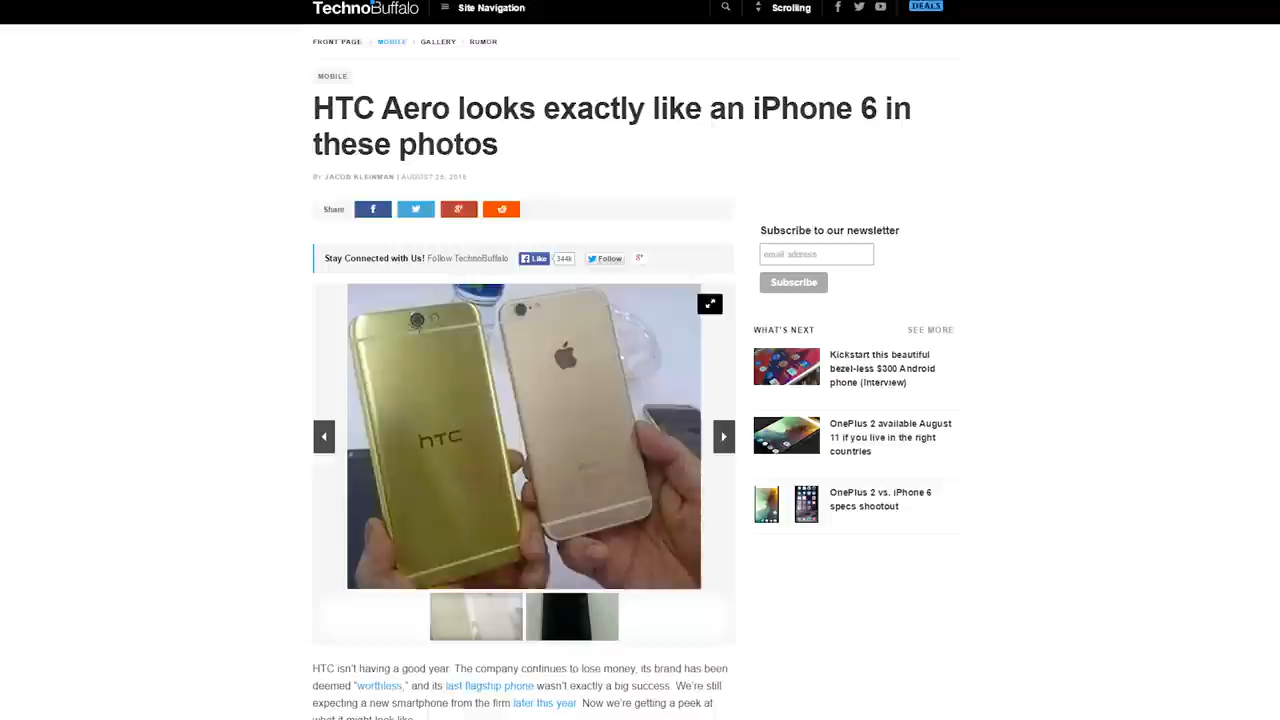 TECHNOBUFFALO
Site Navigation
Scrolling
DEALS
FRONT PAGE / MOBILE / GALLERY / RUMOR
MOBILE
HTC Aero looks exactly like an iPhone 6 in
these photos
BY JACOB KLEINMAN | AUGUST
Share
Stay Connected with Us! Follow TechnoBuffalo
Like
344k
Follow
g+
Subscribe to our newsletter
email address
Subscribe
WHAT'S NEXT
SEE MORE
Kickstart this beautiful
bezel-less $300 Android
phone (Interview)
OnePlus 2 available August
11 if you live in the right
countries
OnePlus 2 vs. iPhone 6
specs shootout
hTC
HTC isn't having a good year. The company continues to lose money, its brand has been
deemed "worthless," and its last flagship phone wasn't exactly a big success. We're still
expecting a new smartphone from the firm later this year. Now we're getting a peek at
what it might look like